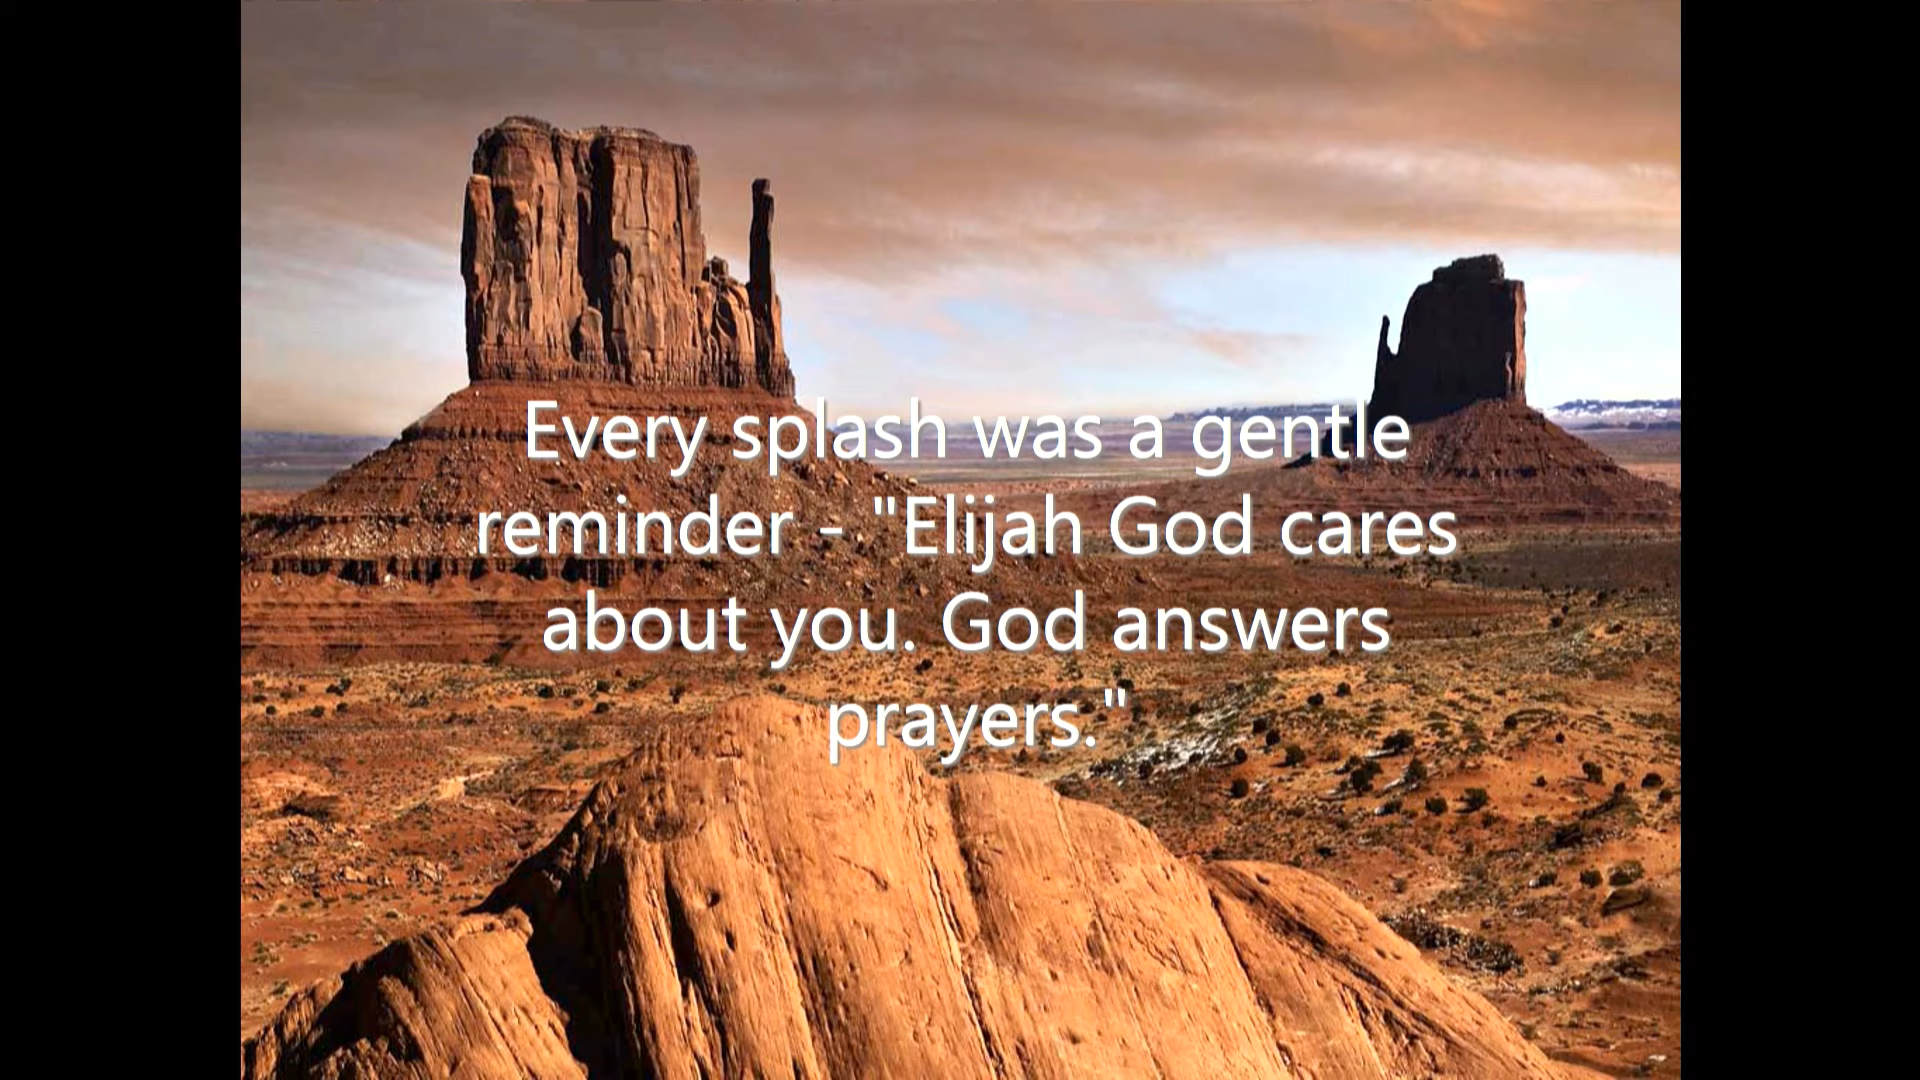 Every splash was a gentle
reminder - "Elijah God cares
about you. God answers
prayers."